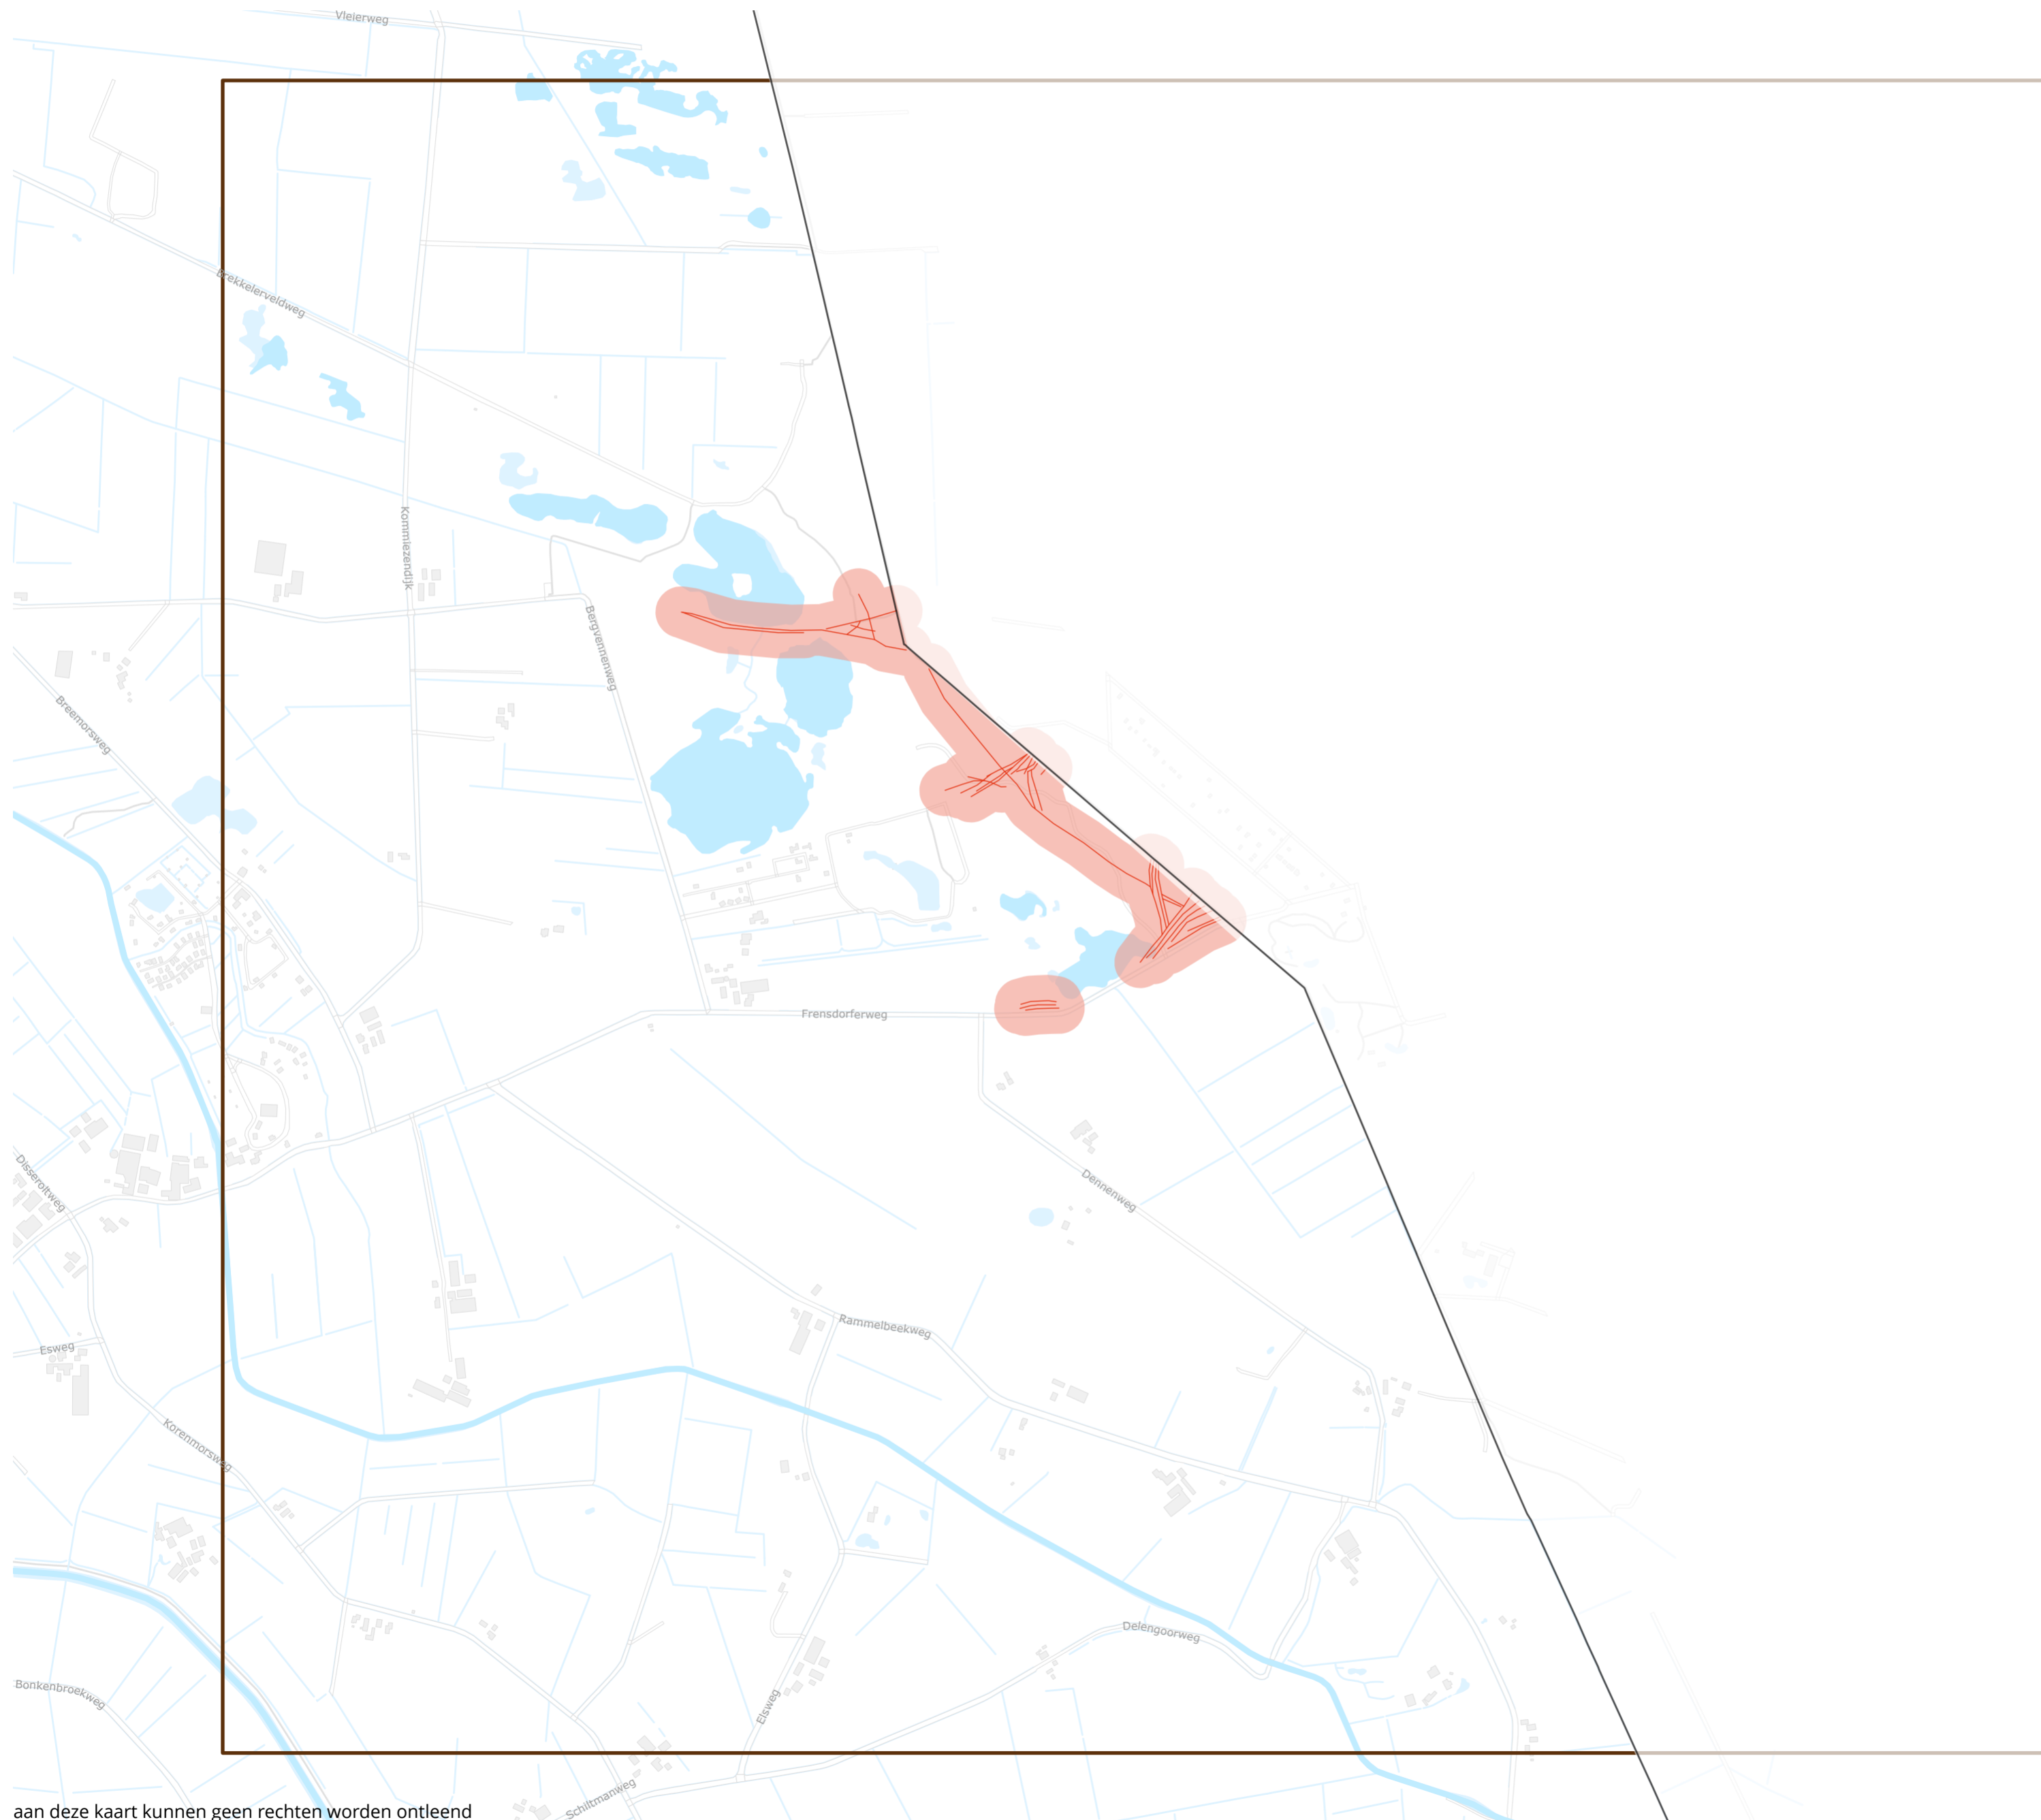 Vleierweg
Brekkelerveldweg
Kommiezendijk
Bergvennenweg
Breemorsweg
Frensdorferweg
Disseroltweg
Dennenweg
Rammelbeekweg
Esweg
Korenmorsweg
Delengoorweg
Bonkenbroekweg
Elsweg
Schiltmanweg
aan deze kaart kunnen geen rechten worden ontleend